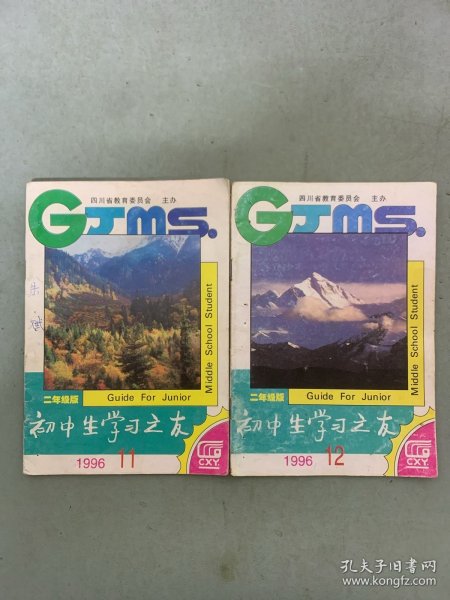 四川省教育委员会 主办
GJMS.
朱斌
Middle School Student
二年级版
Guide For Junior
初中生学习之友
1996 11
CXY.
四川省教育委员会 主办
GJMS.
Middle School Student
二年级版
Guide For Junior
初中生学习之友
1996 12
CXY.
孔夫子旧书网
www.kongfz.com